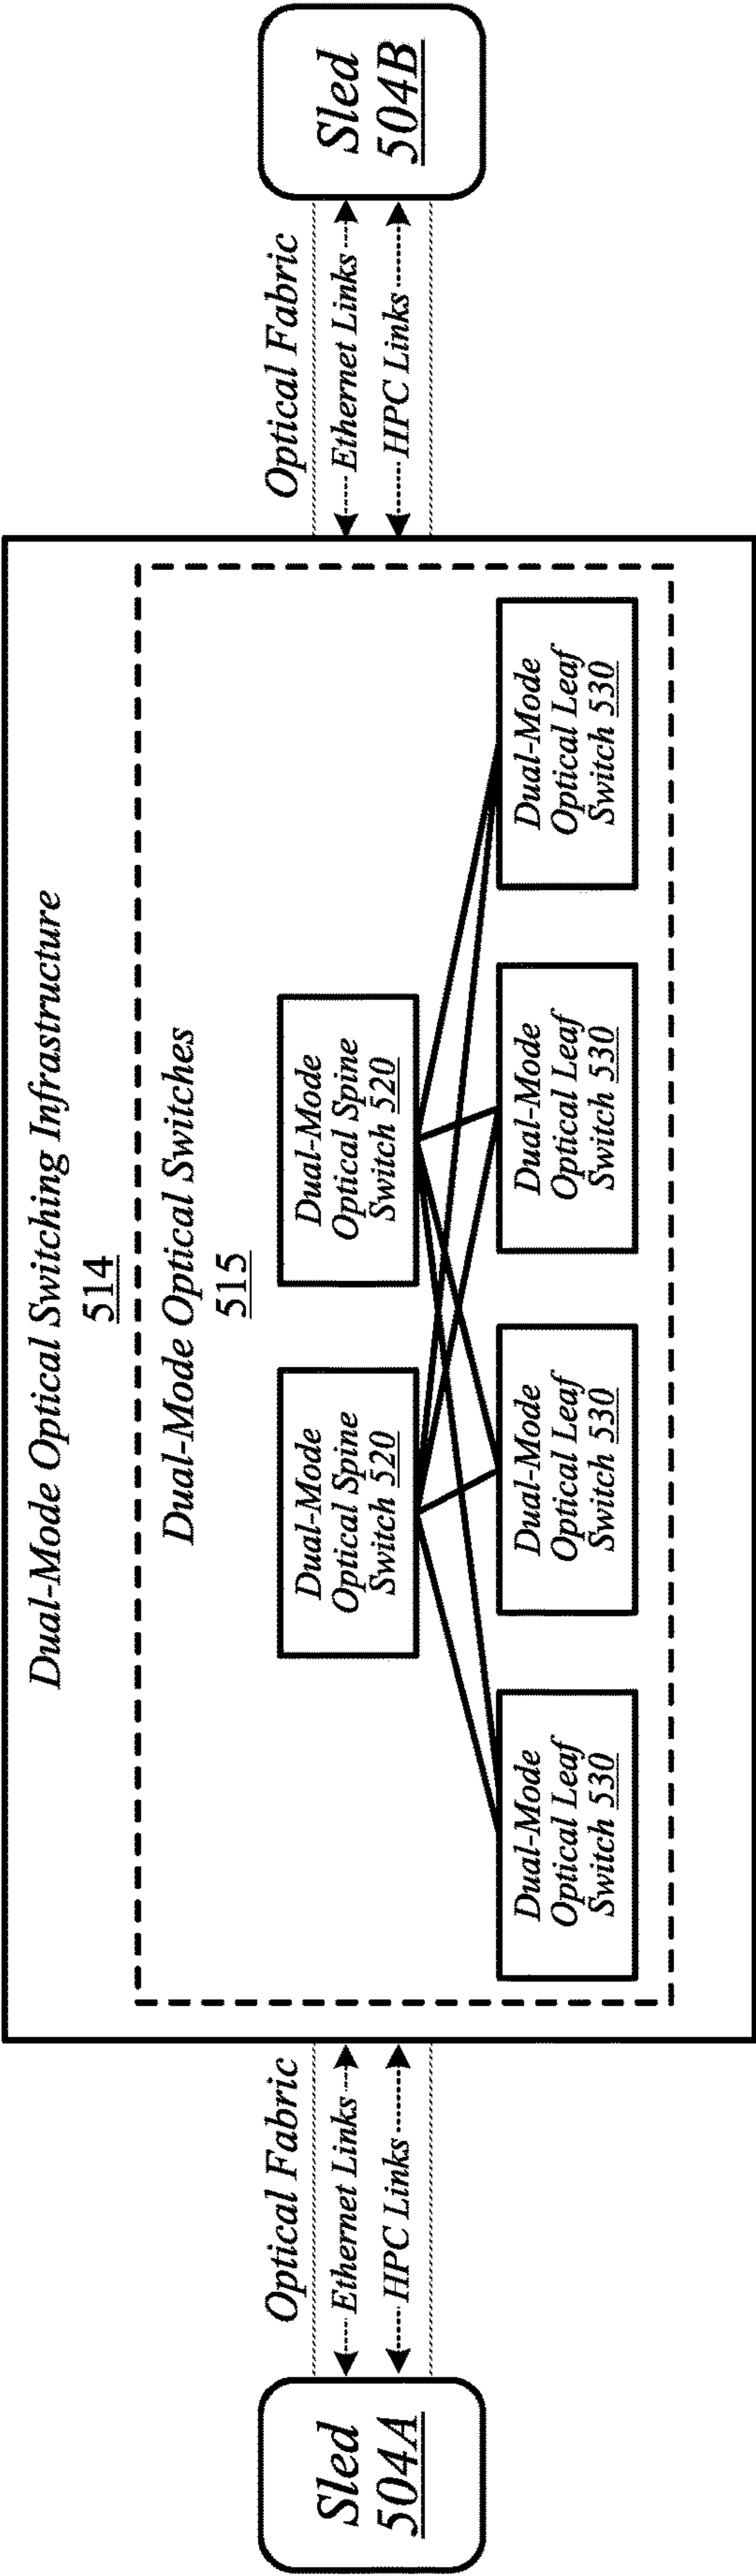 Dual-Mode Optical Switching Infrastructure
514
Dual-Mode Optical Switches
515
Sled
504A
Optical Fabric
Ethernet Links
HPC Links
Dual-Mode
Optical Spine
Switch 520
Dual-Mode
Optical Spine
Switch 520
Dual-Mode
Optical Leaf
Switch 530
Dual-Mode
Optical Leaf
Switch 530
Dual-Mode
Optical Leaf
Switch 530
Dual-Mode
Optical Leaf
Switch 530
Optical Fabric
Ethernet Links
HPC Links
Sled
504B